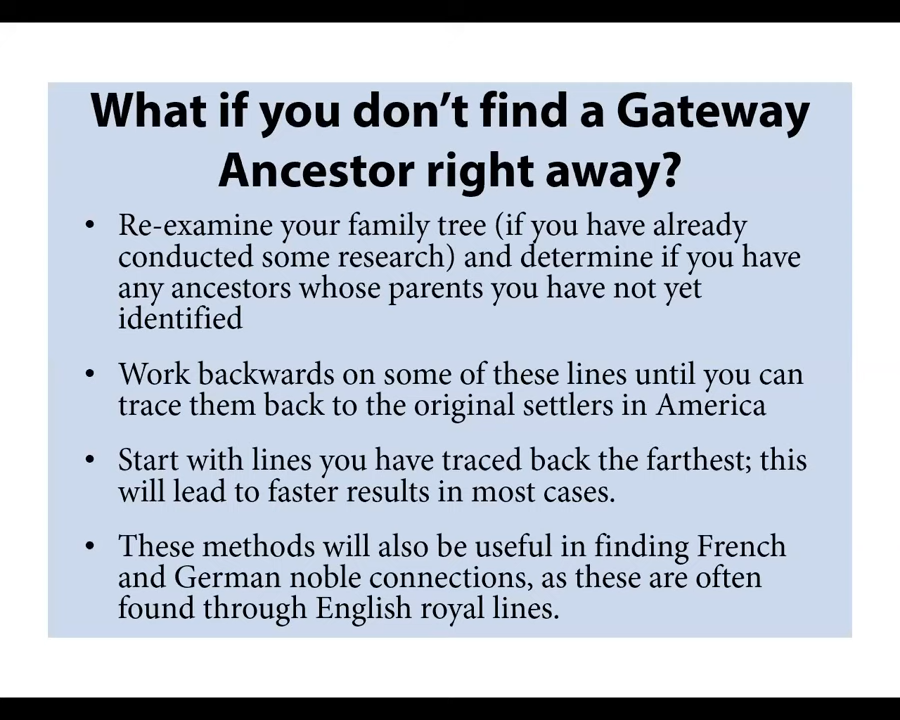 What if you don’t find a Gateway
Ancestor right away?
• Re-examine your family tree (if you have already
conducted some research) and determine if you have
any ancestors whose parents you have not yet
identified
• Work backwards on some of these lines until you can
trace them back to the original settlers in America
• Start with lines you have traced back the farthest; this
will lead to faster results in most cases.
• These methods will also be useful in finding French
and German noble connections, as these are often
found through English royal lines.